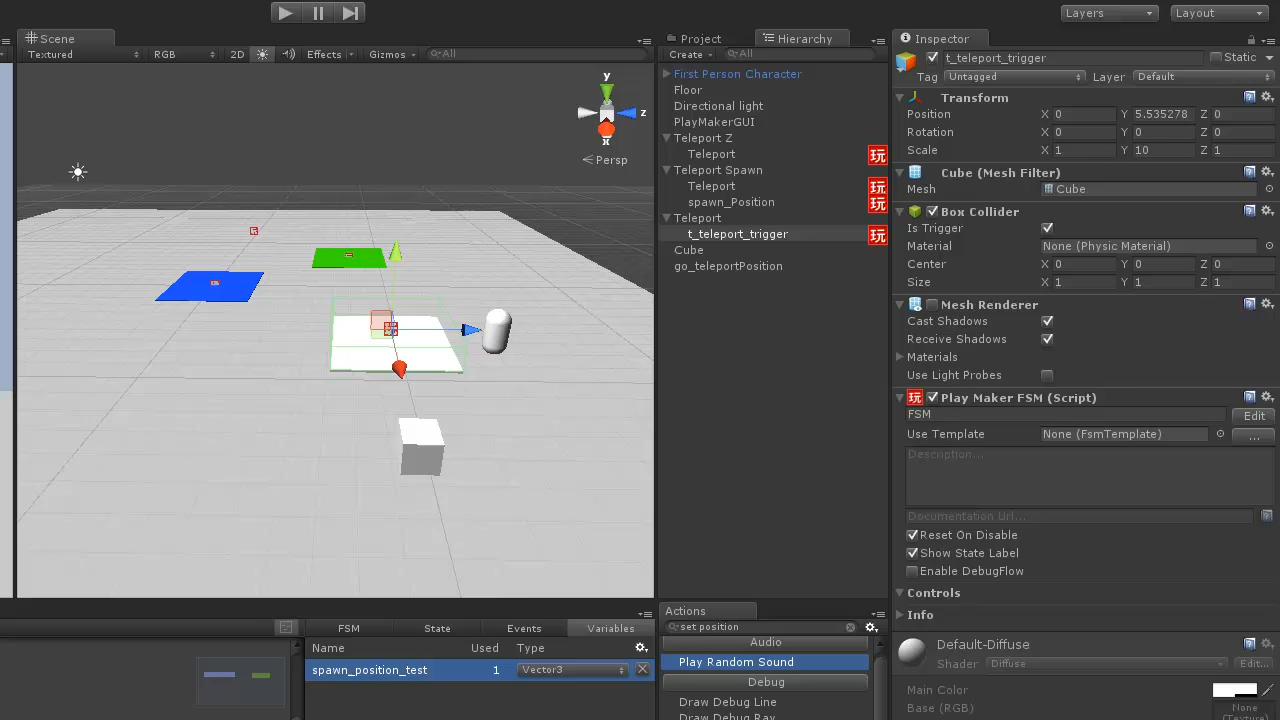 Layers
Layout
Scene
Textured
RGB
2D
Effects
Gizmos
All
y
z
x
Persp
Project
Hierarchy
Create
All
First Person Character
Floor
Directional light
PlayMakerGUI
Teleport Z
Teleport
玩
Teleport Spawn
Teleport
玩
spawn_Position
玩
Teleport
t_teleport_trigger
玩
Cube
go_teleportPosition
Inspector
t_teleport_trigger
Static
Tag Untagged Layer Default
Transform
Position X 0 Y 5.535278 Z 0
Rotation X 0 Y 0 Z 0
Scale X 1 Y 10 Z 1
Cube (Mesh Filter)
Mesh Cube
Box Collider
Is Trigger
Material None (Physic Material)
Center X 0 Y 0 Z 0
Size X 1 Y 1 Z 1
Mesh Renderer
Cast Shadows
Receive Shadows
Materials
Use Light Probes
玩 Play Maker FSM (Script)
FSM Edit
Use Template None (FsmTemplate) ...
Description...
Documentation Url...
Reset On Disable
Show State Label
Enable DebugFlow
Controls
Info
Default-Diffuse
Shader Diffuse Edit...
Main Color
Base (RGB) None
FSM State Events Variables
Name Used Type
spawn_position_test 1 Vector3
Actions
set position
Audio
Play Random Sound
Debug
Draw Debug Line
Draw Debug Ray